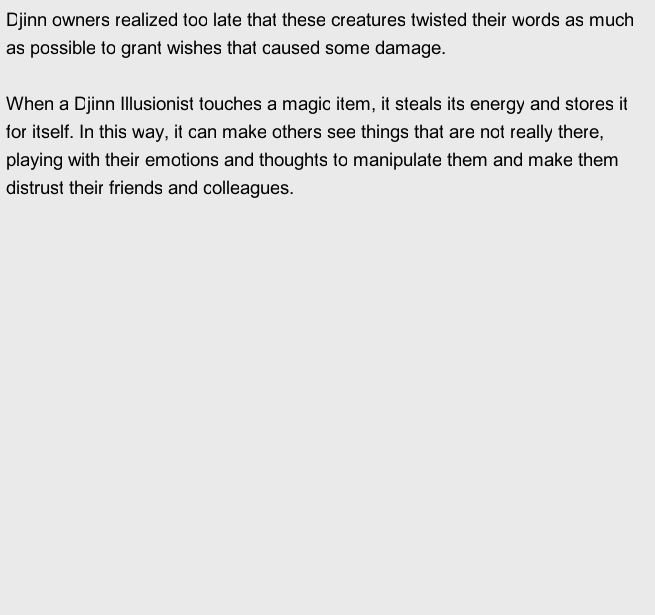 Djinn owners realized too late that these creatures twisted their words as much
as possible to grant wishes that caused some damage.
When a Djinn Illusionist touches a magic item, it steals its energy and stores it
for itself. In this way, it can make others see things that are not really there,
playing with their emotions and thoughts to manipulate them and make them
distrust their friends and colleagues.